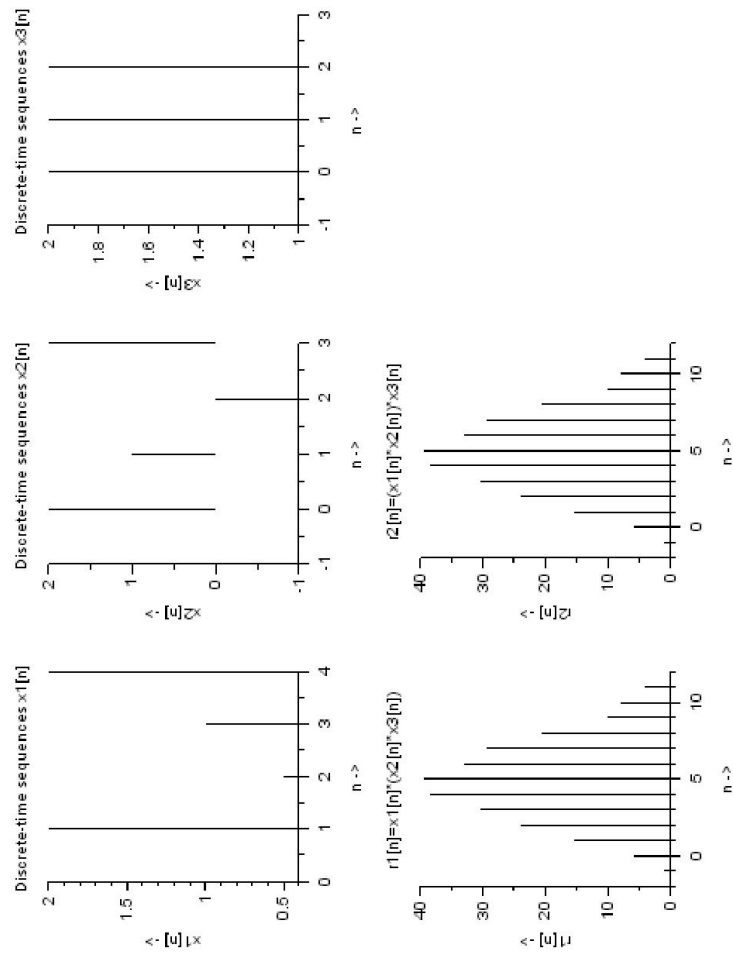 Discrete-time sequences x1[n]
x1[n] ->
2
1.5
1
0.5
0 1 2 3 4
n ->
Discrete-time sequences x2[n]
x2[n] ->
2
1
0
-1
-1 0 1 2 3
n ->
Discrete-time sequences x3[n]
x3[n] ->
2
1.8
1.6
1.4
1.2
1
-1 0 1 2 3
n ->
r1[n]=x1[n]*(x2[n]*x3[n])
r1[n] ->
40
30
20
10
0
0 5 10
n ->
r2[n]=(x1[n]*x2[n])*x3[n]
r2[n] ->
40
30
20
10
0
0 5 10
n ->